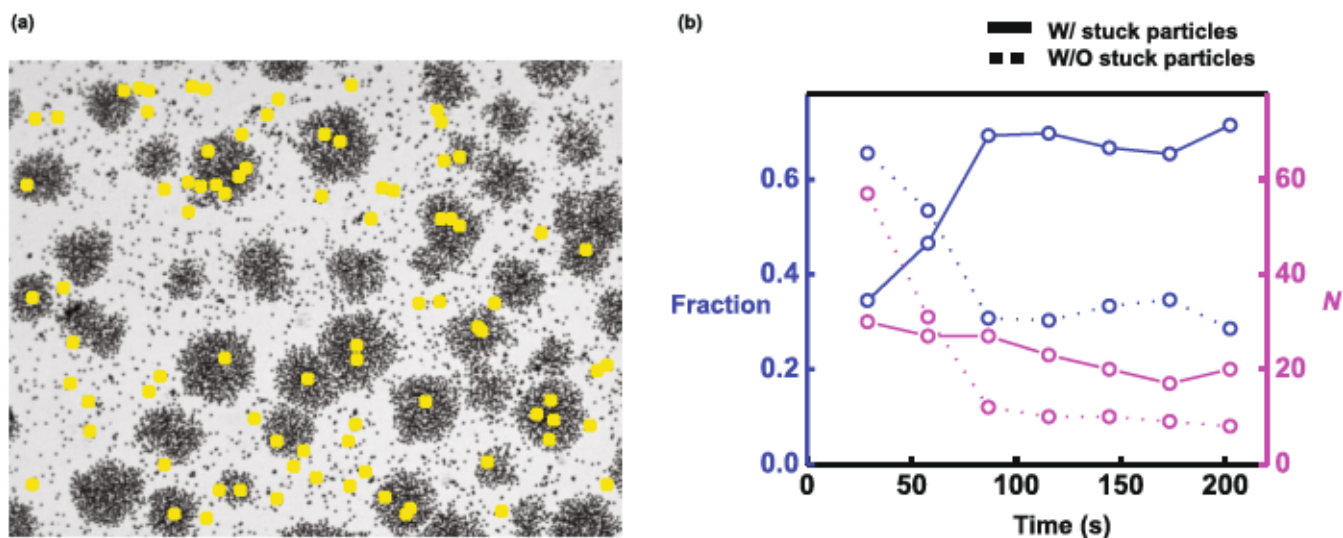 (a)
(b)
W/ stuck particles
W/O stuck particles
0.6
0.4
0.2
0.0
Fraction
60
40
20
0
N
0 50 100 150 200
Time (s)